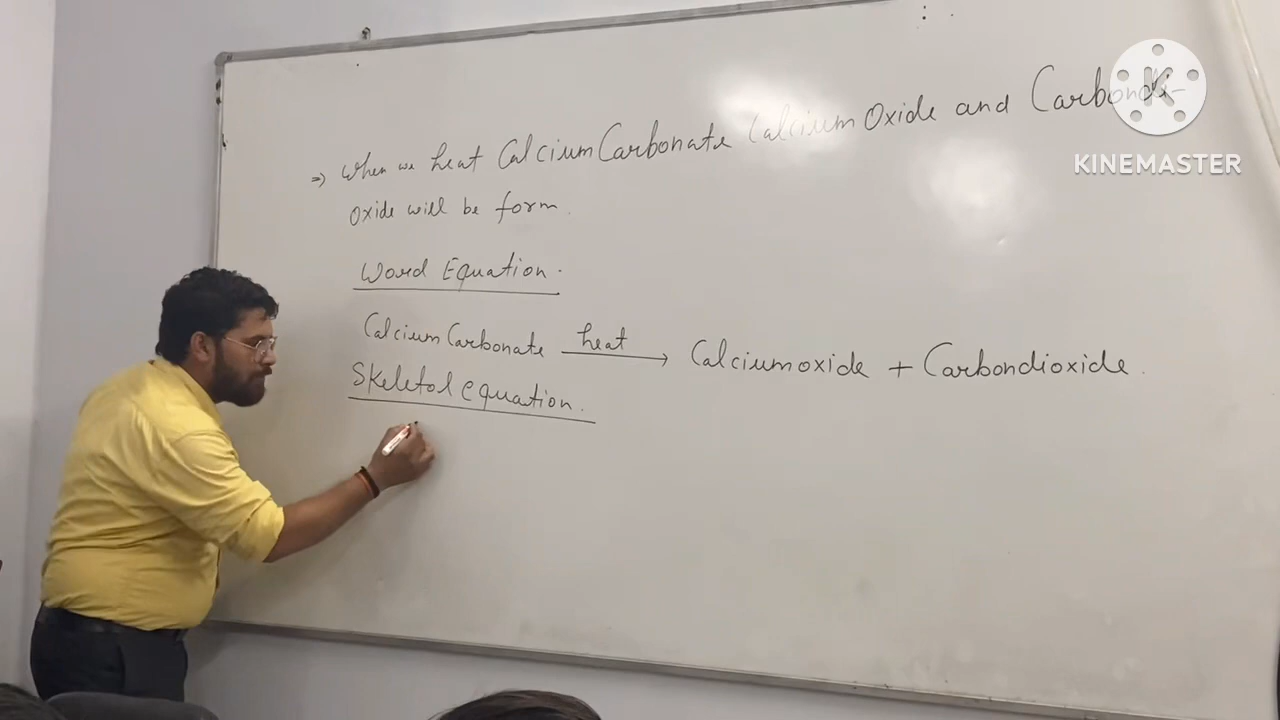 ⇒ When we heat Calcium Carbonate Calcium Oxide and Carbondi-
KINEMASTER
Oxide will be form.
Word Equation.
Calcium Carbonate heat → Calciumoxide + Carbondioxide.
Skeletol equation.